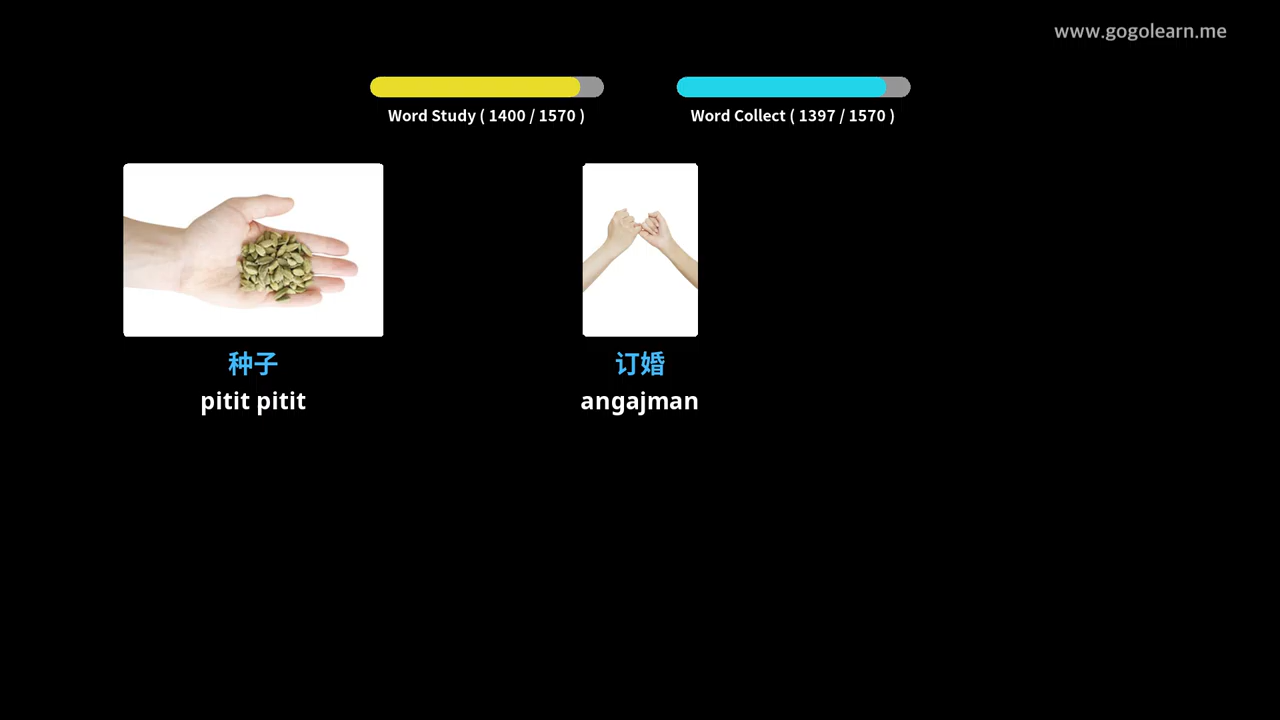 www.gogolearn.me
Word Study ( 1400 / 1570 )
Word Collect ( 1397 / 1570 )
种子
pitit pitit
订婚
angajman